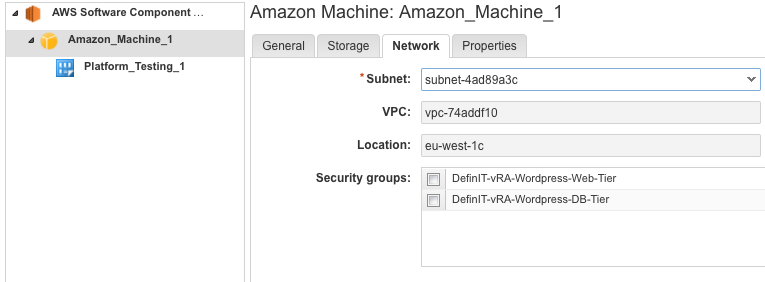 AWS Software Component ...
Amazon_Machine_1
Platform_Testing_1
Amazon Machine: Amazon_Machine_1
General Storage Network Properties
*Subnet: subnet-4ad89a3c
VPC: vpc-74addf10
Location: eu-west-1c
Security groups: DefinIT-vRA-Wordpress-Web-Tier
DefinIT-vRA-Wordpress-DB-Tier